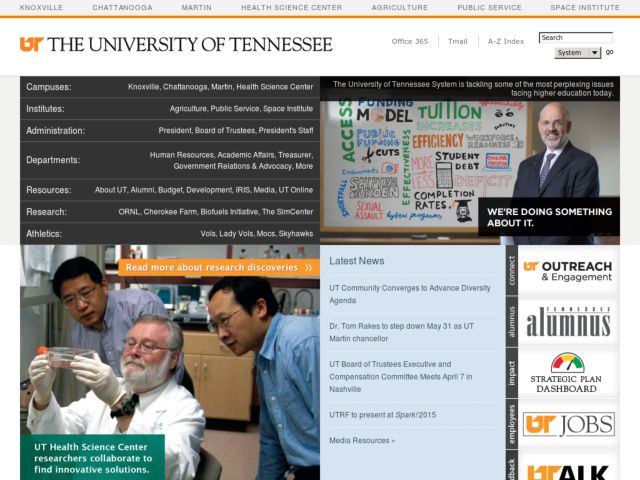 KNOXVILLE CHATTANOOGA MARTIN HEALTH SCIENCE CENTER AGRICULTURE PUBLIC SERVICE SPACE INSTITUTE
UT THE UNIVERSITY OF TENNESSEE
Office 365 Tmail A-Z Index
Search
System go
Campuses: Knoxville, Chattanooga, Martin, Health Science Center
Institutes: Agriculture, Public Service, Space Institute
Administration: President, Board of Trustees, President's Staff
Departments: Human Resources, Academic Affairs, Treasurer,
Government Relations & Advocacy, More
Resources: About UT, Alumni, Budget, Development, IRIS, Media, UT Online
Research: ORNL, Cherokee Farm, Biofuels Initiative, The SimCenter
Athletics: Vols, Lady Vols, Mocs, Skyhawks
The University of Tennessee System is tackling some of the most perplexing issues
facing higher education today.
ACCESS
FUNDING
MODEL
PUBLIC
FUNDING
CUTS
EFFECTIVENESS
TUITION
INCREASES
EFFICIENCY
WORKFORCE
READINESS
MORE
STUDENT
DEBT
LESS
DEFICIT
ONLINE
SHORTFALL
SHIFTING
BURDEN
SEXUAL
ASSAULT
MORE
COMPLETION
RATES
hybrid programs
WE'RE DOING SOMETHING
ABOUT IT.
Read more about research discoveries »
UT Health Science Center
researchers collaborate to
find innovative solutions.
Latest News
UT Community Converges to Advance Diversity
Agenda
Dr. Tom Rakes to step down May 31 as UT
Martin chancellor
UT Board of Trustees Executive and
Compensation Committee Meets April 7 in
Nashville
UTRF to present at Spark! 2015
Media Resources »
connect
UT OUTREACH
& Engagement
alumnus
TENNESSEE
alumnus
impact
STRATEGIC PLAN
DASHBOARD
employees
UT JOBS
UT ALK